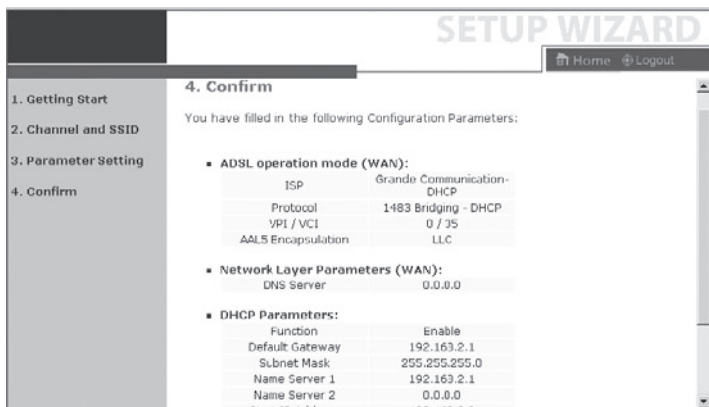 SETUP WIZARD
Home Logout
1. Getting Start
2. Channel and SSID
3. Parameter Setting
4. Confirm
4. Confirm
You have filled in the following Configuration Parameters:
ADSL operation mode (WAN):
ISP Grande Communication-
DHCP
Protocol 1483 Bridging - DHCP
VPI / VCI 0 / 35
AAL5 Encapsulation LLC
Network Layer Parameters (WAN):
DNS Server 0.0.0.0
DHCP Parameters:
Function Enable
Default Gateway 192.168.2.1
Subnet Mask 255.255.255.0
Name Server 1 192.168.2.1
Name Server 2 0.0.0.0